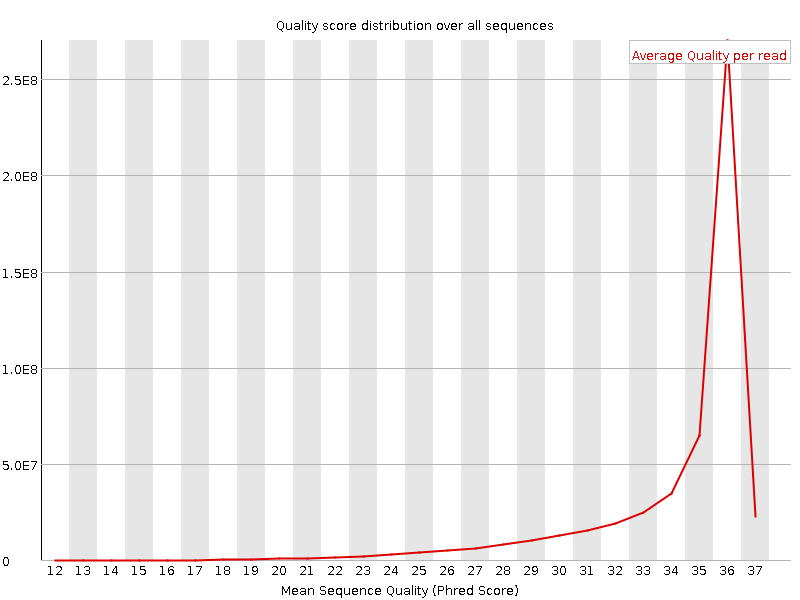 Quality score distribution over all sequences
Average Quality per read
2.5E8
2.0E8
1.5E8
1.0E8
5.0E7
0
12 13 14 15 16 17 18 19 20 21 22 23 24 25 26 27 28 29 30 31 32 33 34 35 36 37
Mean Sequence Quality (Phred Score)